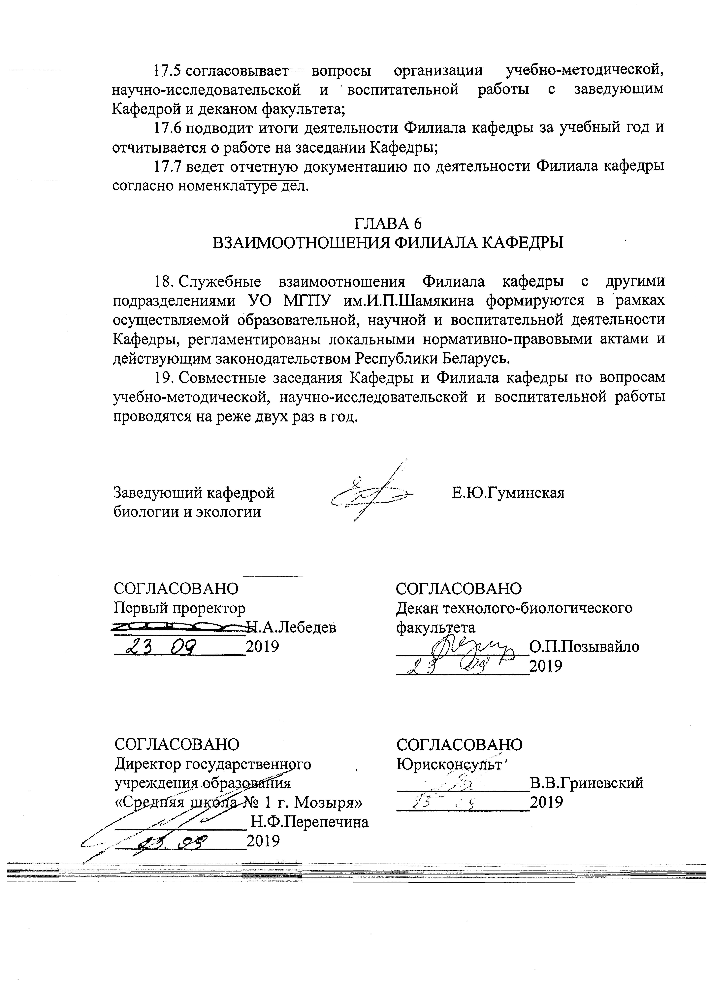 17.5 согласовывает вопросы организации учебно-методической,
научно-исследовательской и воспитательной работы с заведующим
Кафедрой и деканом факультета;
17.6 подводит итоги деятельности Филиала кафедры за учебный год и
отчитывается о работе на заседании Кафедры;
17.7 ведет отчетную документацию по деятельности Филиала кафедры
согласно номенклатуре дел.
ГЛАВА 6
ВЗАИМООТНОШЕНИЯ ФИЛИАЛА КАФЕДРЫ
18. Служебные взаимоотношения Филиала кафедры с другими
подразделениями УО МГПУ им.И.П.Шамякина формируются в рамках
осуществляемой образовательной, научной и воспитательной деятельности
Кафедры, регламентированы локальными нормативно-правовыми актами и
действующим законодательством Республики Беларусь.
19. Совместные заседания Кафедры и Филиала кафедры по вопросам
учебно-методической, научно-исследовательской и воспитательной работы
проводятся на реже двух раз в год.
Заведующий кафедрой Е.Ю.Гуминская
биологии и экологии
СОГЛАСОВАНО
Первый проректор
Н.А.Лебедев
23 09 2019
СОГЛАСОВАНО
Декан технолого-биологического
факультета
О.П.Позывайло
23 09 2019
СОГЛАСОВАНО
Директор государственного
учреждения образования
«Средняя школа № 1 г. Мозыря»
Н.Ф.Перепечина
23. 09 2019
СОГЛАСОВАНО
Юрисконсульт
В.В.Гриневский
2019